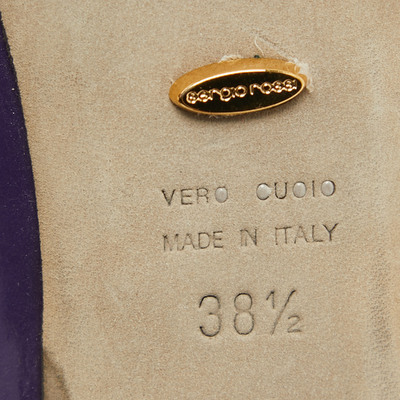 sergio rossi
VERO CUOIO
MADE IN ITALY
38½